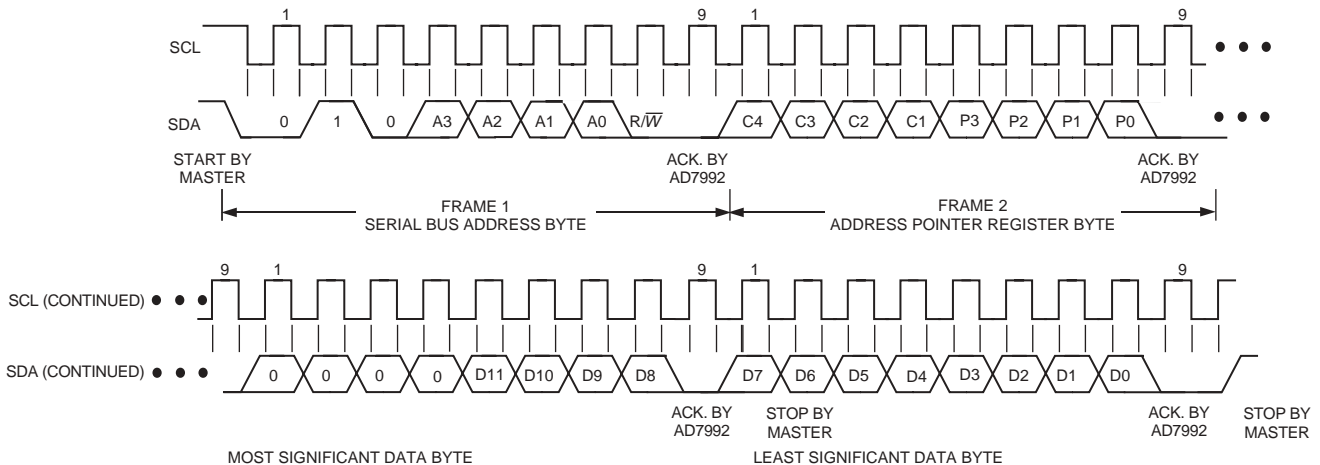 1 9 1 9
SCL
SDA 0 1 0 A3 A2 A1 A0 R/W̅ C4 C3 C2 C1 P3 P2 P1 P0
START BY
MASTER
ACK. BY
AD7992
ACK. BY
AD7992
FRAME 1
SERIAL BUS ADDRESS BYTE
FRAME 2
ADDRESS POINTER REGISTER BYTE
9 1 9 1 9
SCL (CONTINUED)
SDA (CONTINUED) 0 0 0 0 D11 D10 D9 D8 D7 D6 D5 D4 D3 D2 D1 D0
ACK. BY
AD7992
STOP BY
MASTER
ACK. BY
AD7992
STOP BY
MASTER
MOST SIGNIFICANT DATA BYTE
LEAST SIGNIFICANT DATA BYTE